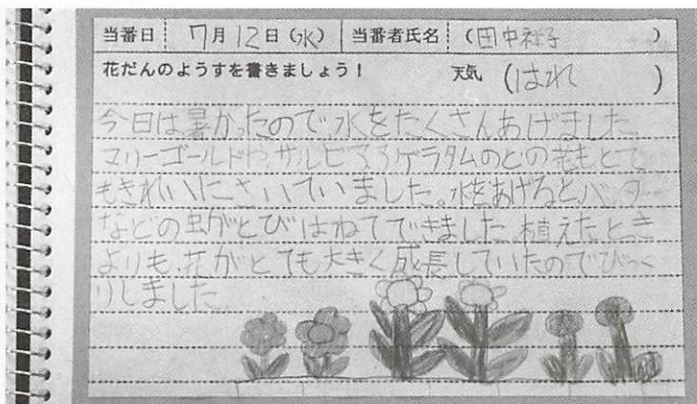 当番日 7月12日(水) 当番者氏名 (田中祥子)
花だんのようすを書きましょう! 天気 (はれ)
今日は暑かったので、水をたくさんあげました。
マリーゴールドや、サルビア、アゲラタムのどの花もとて
もきれいにさいていました。水をあげるとバッタ
などの虫がとびはねてできました。植えたとき
よりも、花がとても大きく成長していたのでびっく
りしました